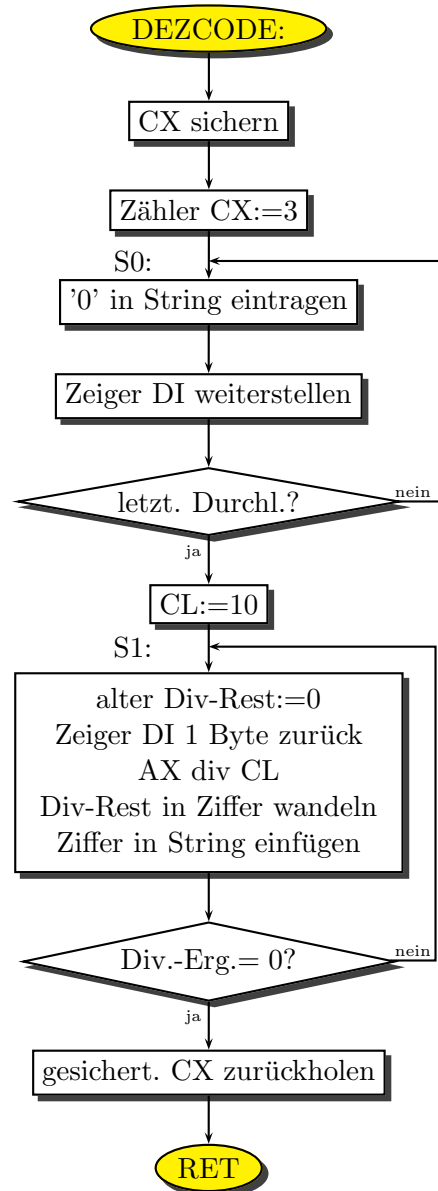 DEZCODE:
CX sichern
Zähler CX:=3
S0:
'0' in String eintragen
Zeiger DI weiterstellen
letzt. Durchl.?
nein
ja
CL:=10
S1:
alter Div-Rest:=0
Zeiger DI 1 Byte zurück
AX div CL
Div-Rest in Ziffer wandeln
Ziffer in String einfügen
Div.-Erg.= 0?
nein
ja
gesichert. CX zurückholen
RET